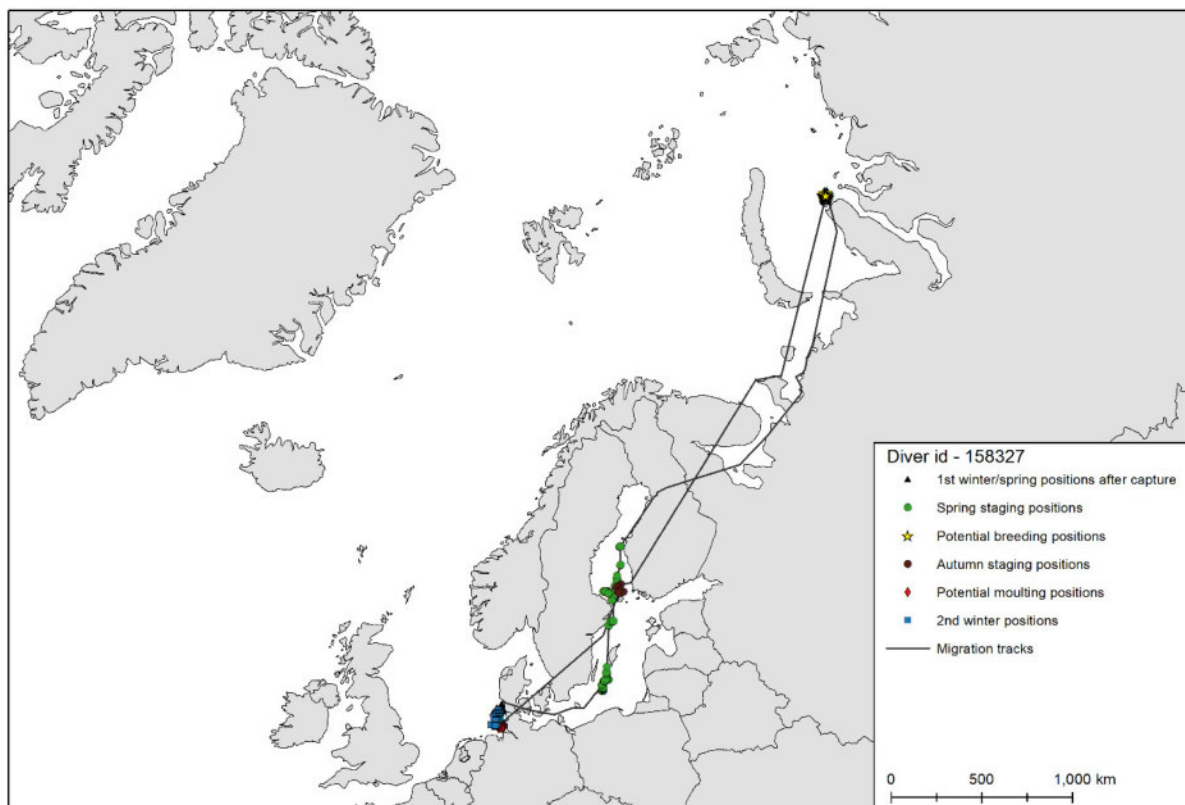 Diver id - 158327
1st winter/spring positions after capture
Spring staging positions
Potential breeding positions
Autumn staging positions
Potential moulting positions
2nd winter positions
Migration tracks
0 500 1,000 km